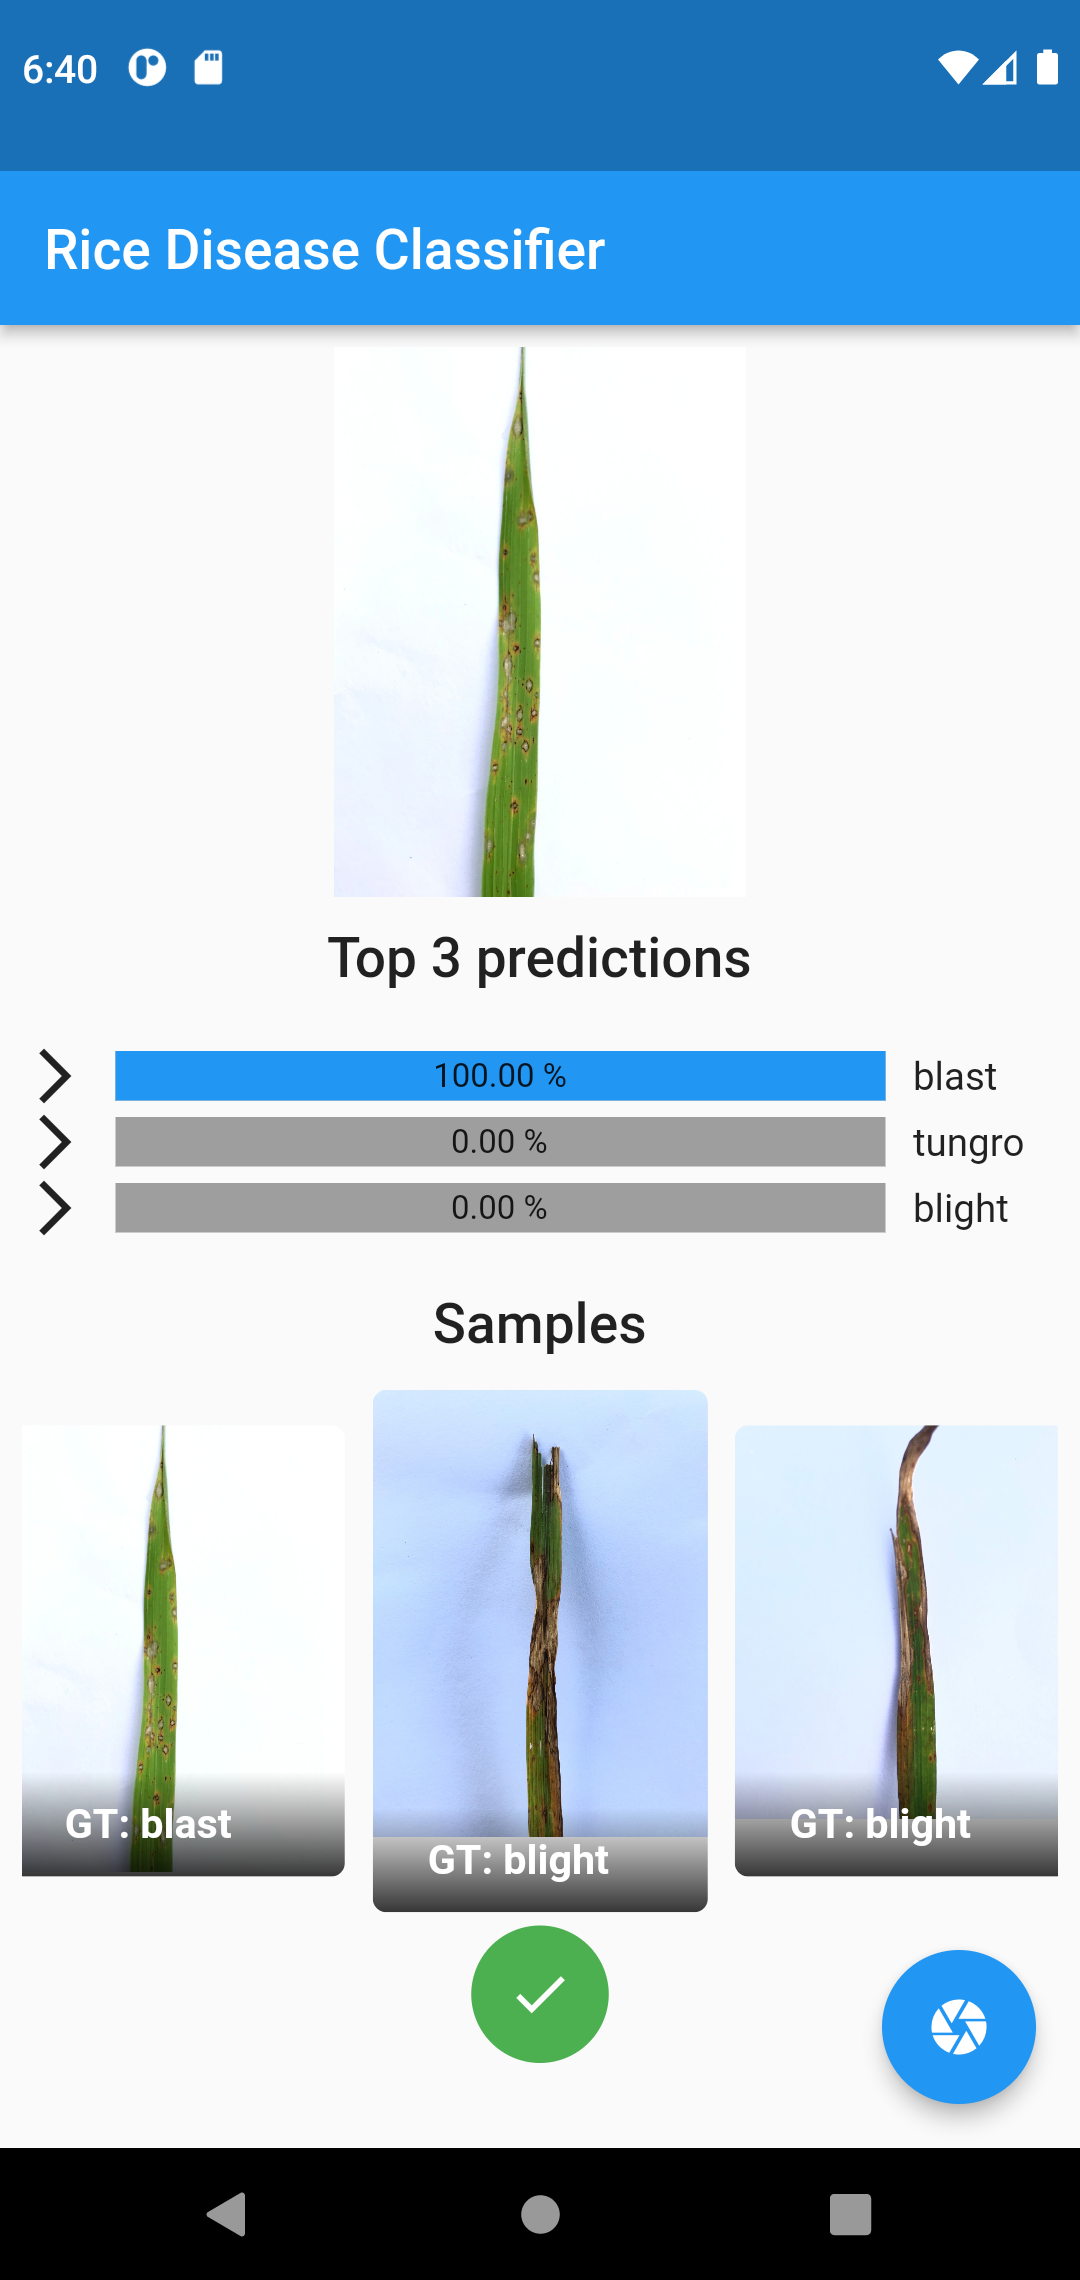 6:40
Rice Disease Classifier
Top 3 predictions
100.00 % blast
0.00 % tungro
0.00 % blight
Samples
GT: blast
GT: blight
GT: blight